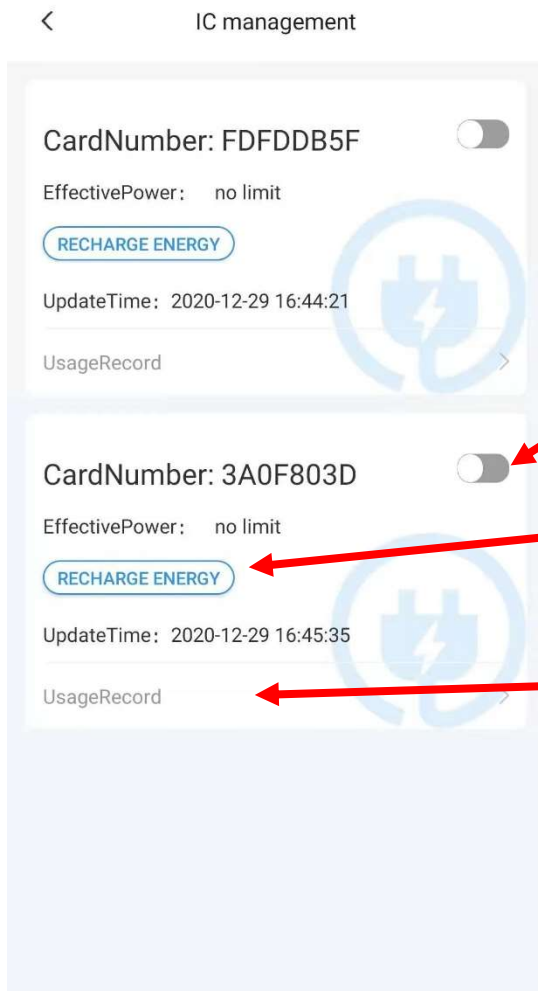 IC management
CardNumber: FDFDDB5F
EffectivePower： no limit
RECHARGE ENERGY
UpdateTime：2020-12-29 16:44:21
UsageRecord
CardNumber: 3A0F803D
EffectivePower： no limit
RECHARGE ENERGY
UpdateTime：2020-12-29 16:45:35
UsageRecord